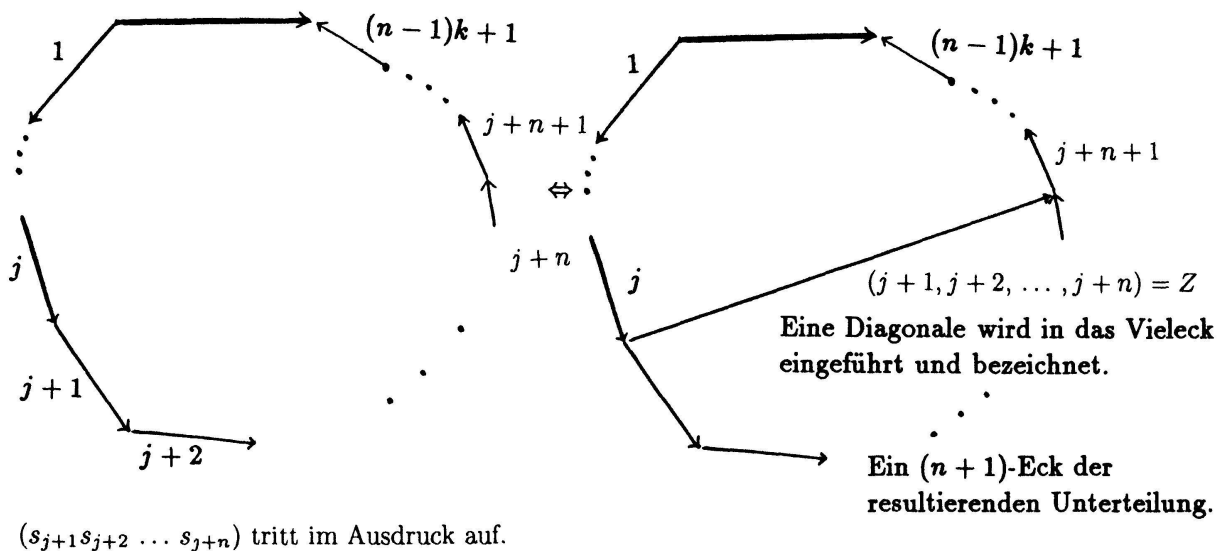 1
(n − 1)k + 1
j + n + 1
j + n
j
j + 1
j + 2
⇔
1
(n − 1)k + 1
j + n + 1
j
(j + 1, j + 2, ... , j + n) = Z
Eine Diagonale wird in das Vieleck
eingeführt und bezeichnet.
Ein (n + 1)-Eck der
resultierenden Unterteilung.
(s_{j+1}s_{j+2} ... s_{j+n}) tritt im Ausdruck auf.